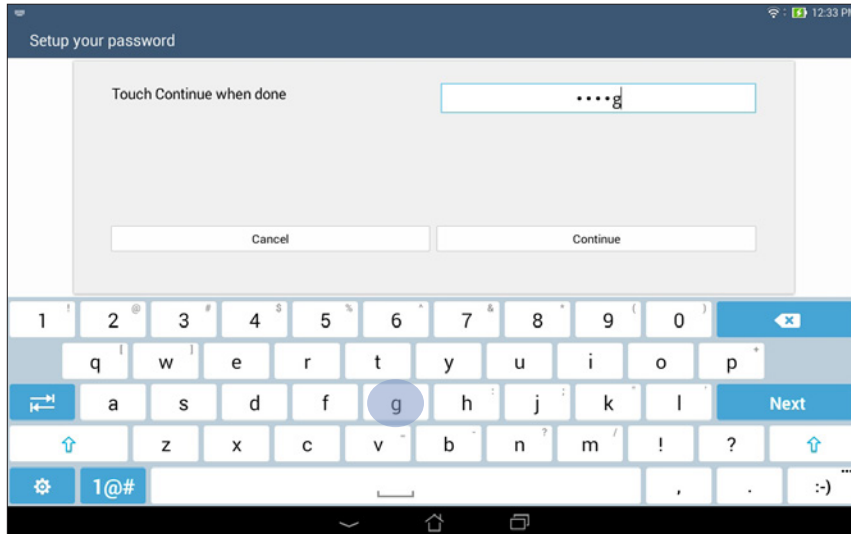 12:33 PM
Setup your password
Touch Continue when done
••••g
Cancel
Continue
1 ! 2 @ 3 # 4 $ 5 % 6 ^ 7 & 8 * 9 ( 0 )
q [ w ] e r t y u i o p +
a s d f g h : j ; k " l ' Next
z x c v _ b - n ? m / ! ?
1@# , . :-)